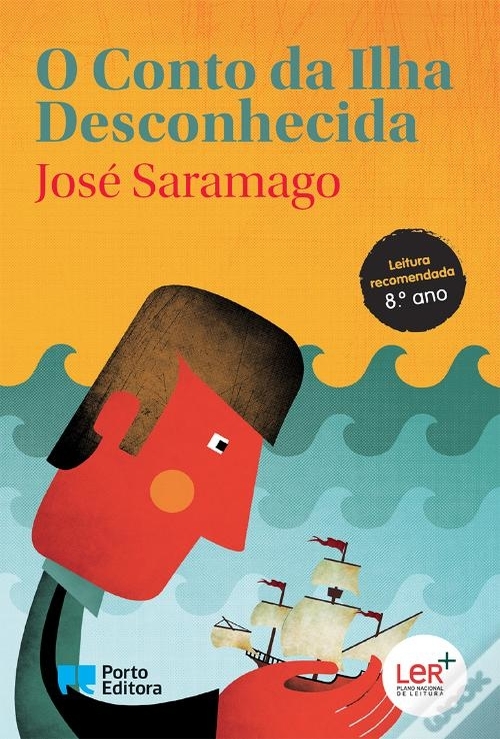 O Conto da Ilha
Desconhecida
José Saramago
Leitura
recomendada
8.º ano
Porto
Editora
LeR+
PLANO NACIONAL
DE LEITURA